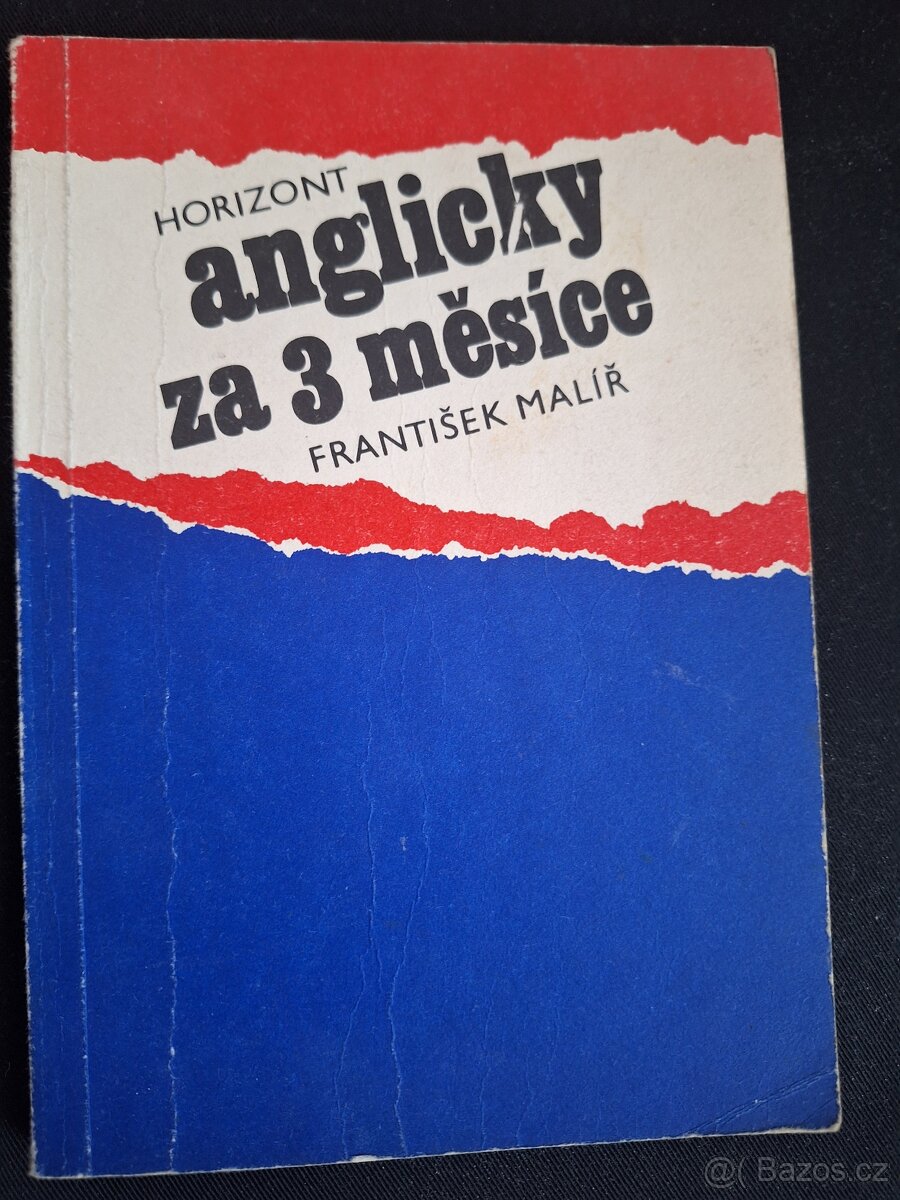 HORIZONT
anglicky
za 3 měsíce
FRANTIŠEK MALÍŘ
@( Bazos.cz